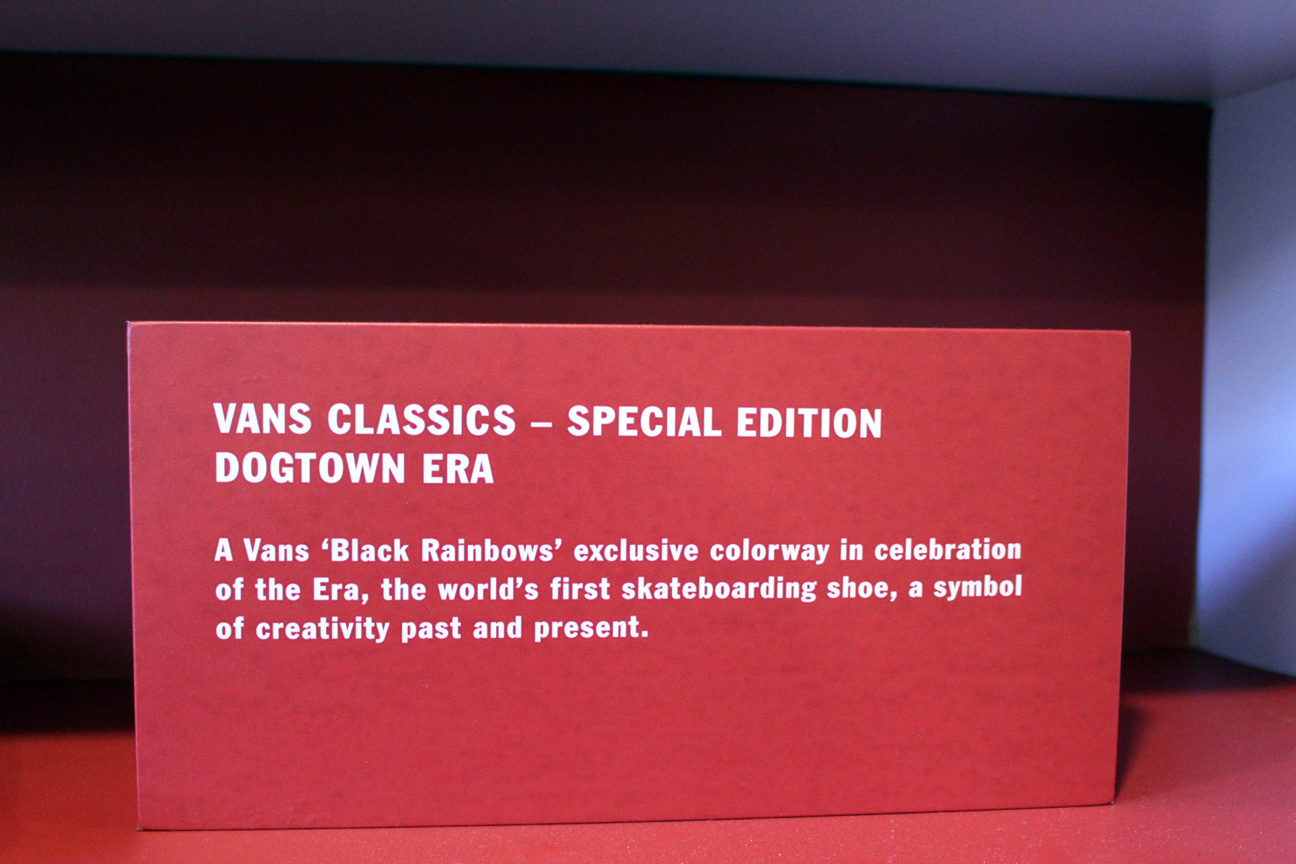 VANS CLASSICS – SPECIAL EDITION
DOGTOWN ERA
A Vans ‘Black Rainbows’ exclusive colorway in celebration
of the Era, the world’s first skateboarding shoe, a symbol
of creativity past and present.